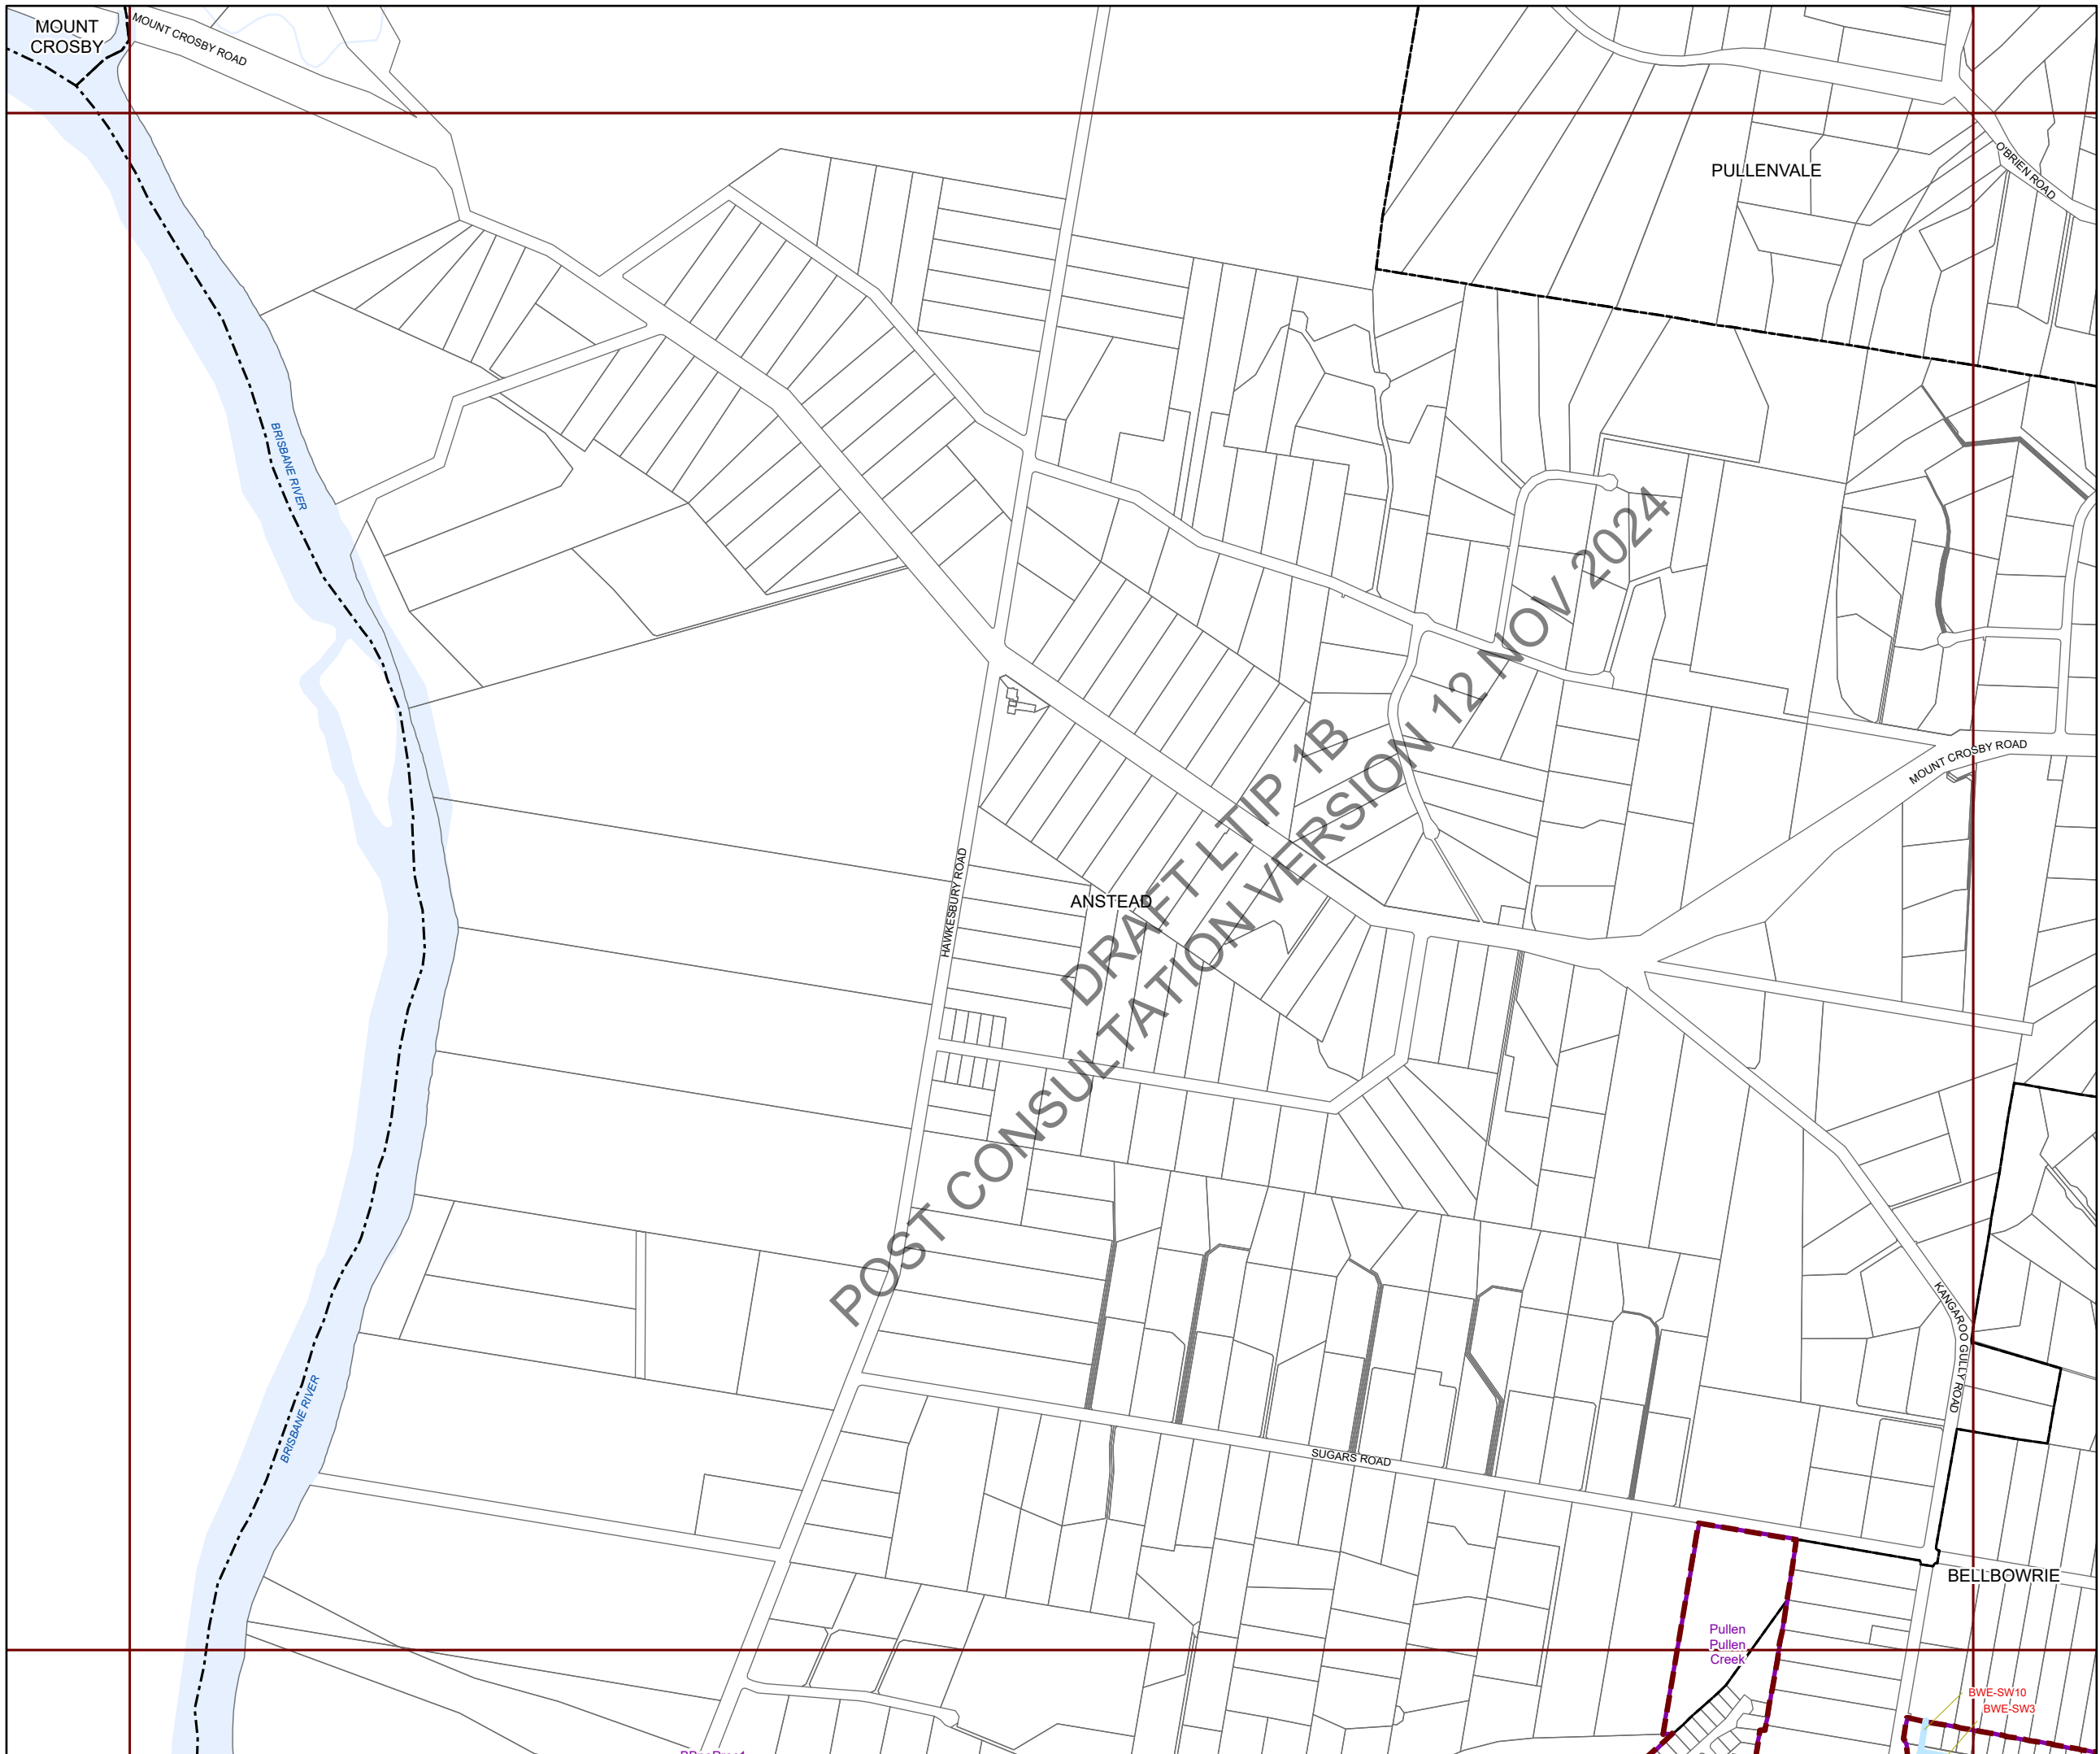 MOUNT
CROSBY
MOUNT CROSBY ROAD
PULLENVALE
O'BRIEN ROAD
BRISBANE RIVER
MOUNT CROSBY ROAD
HAWKESBURY ROAD
ANSTEAD
DRAFT LTIP 1B
POST CONSULTATION VERSION 12 NOV 2024
KANGAROO GULLY ROAD
BRISBANE RIVER
SUGARS ROAD
BELLBOWRIE
Pullen
Pullen
Creek
BWE-SW10
BWE-SW3